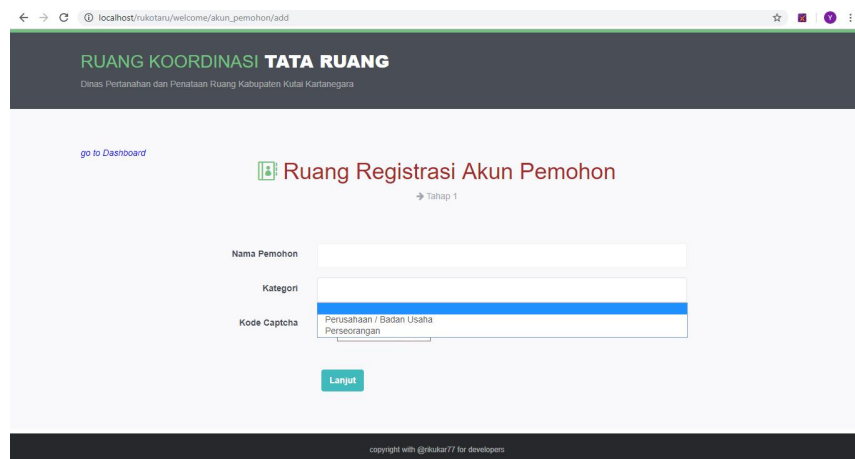 localhost/rukotaru/welcome/akun_pemohon/add
Y
RUANG KOORDINASI TATA RUANG
Dinas Pertanahan dan Penataan Ruang Kabupaten Kutai Kartanegara
go to Dashboard
Ruang Registrasi Akun Pemohon
Tahap 1
Nama Pemohon
Kategori
Perusahaan / Badan Usaha
Kode Captcha
Perseorangan
Lanjut
copyright with @rikukar77 for developers